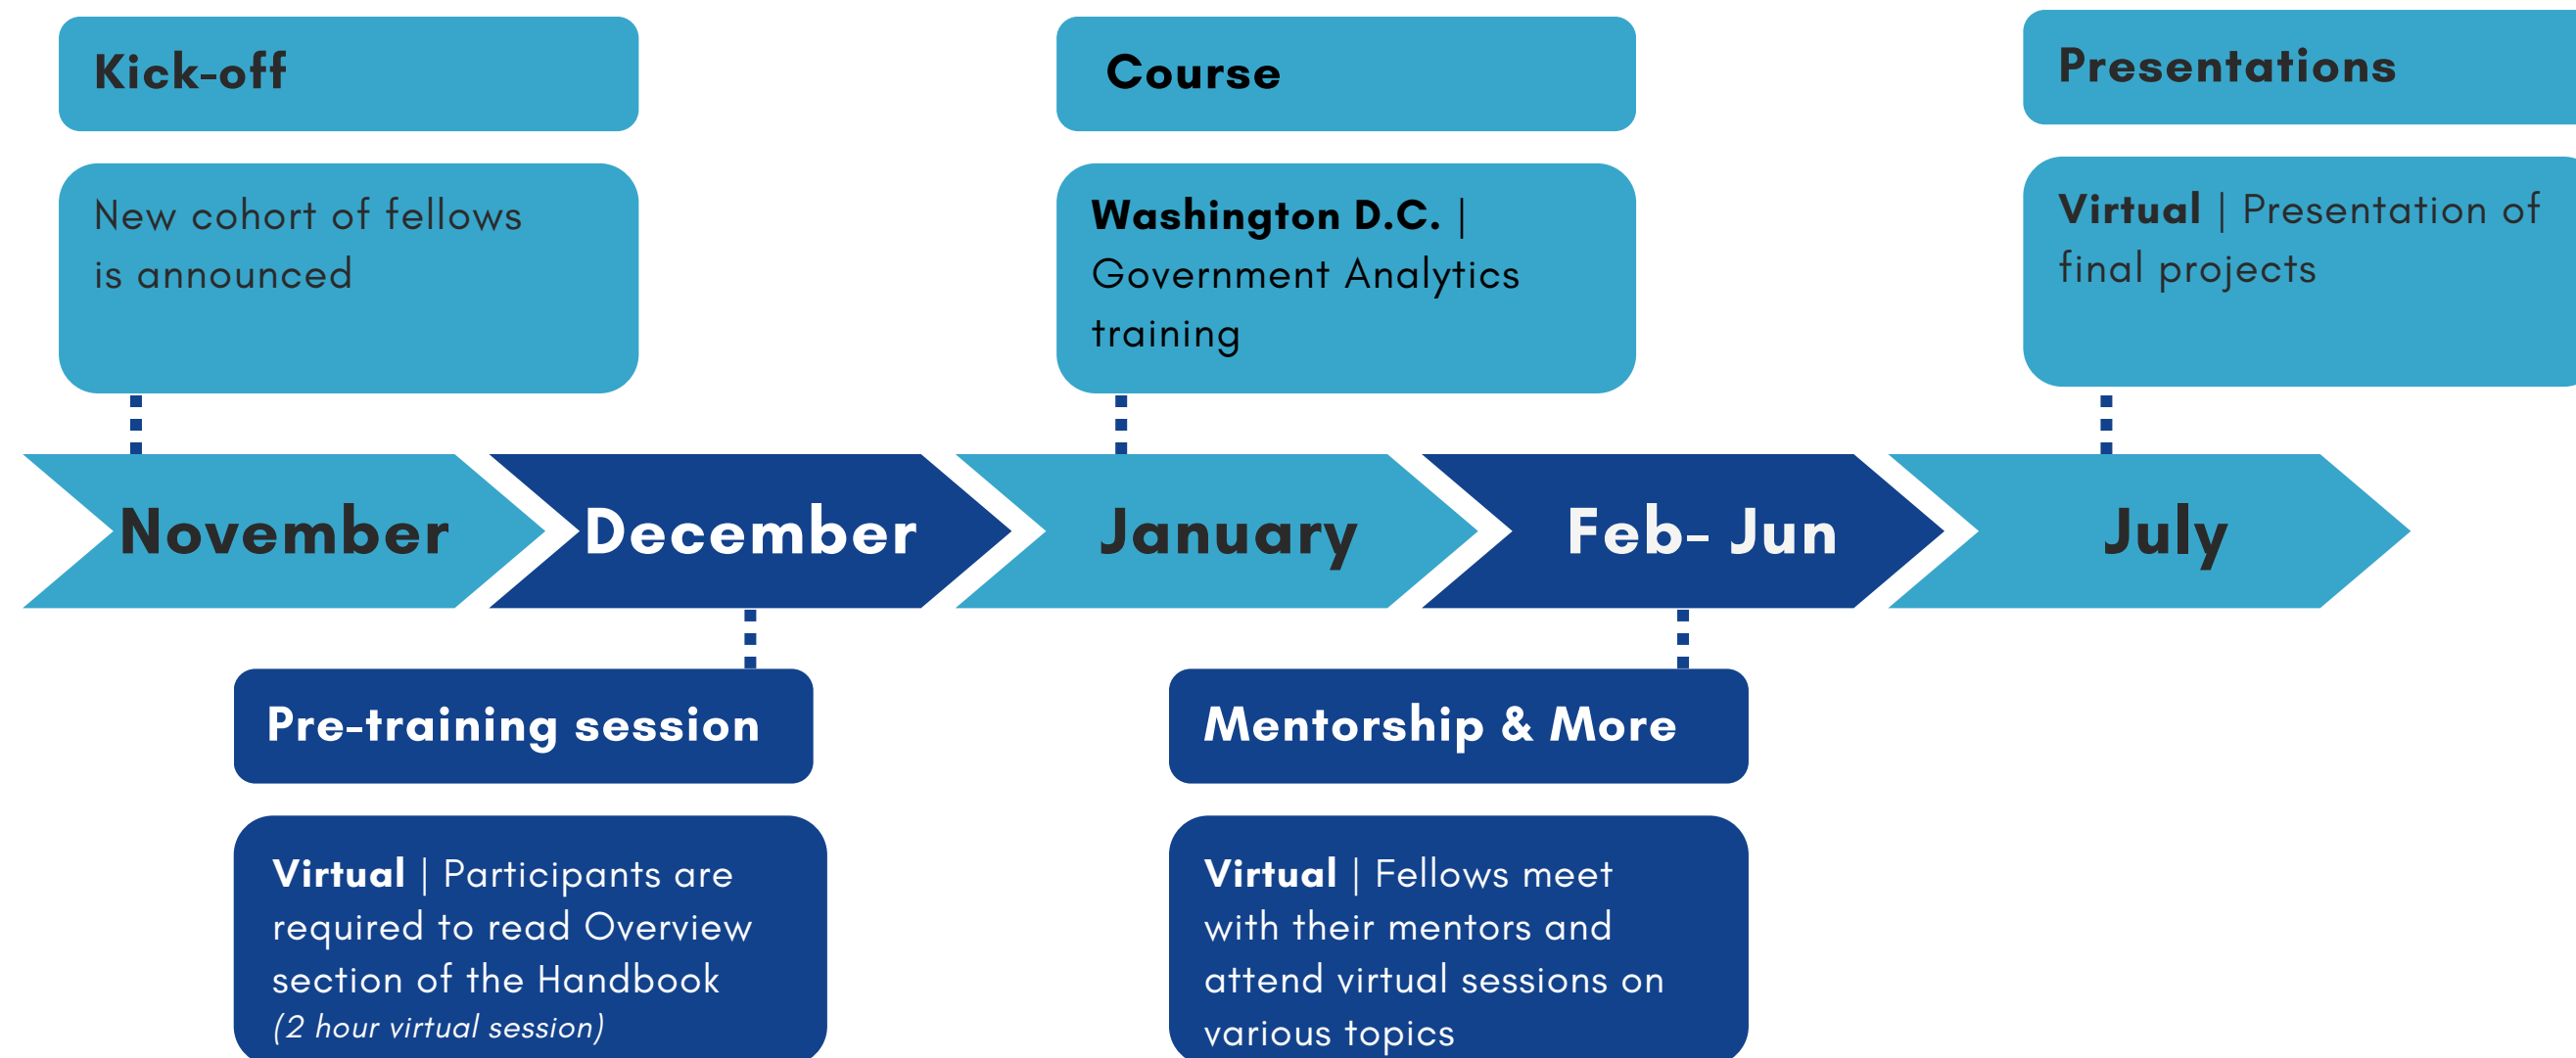 Kick-off
New cohort of fellows
is announced
Course
Washington D.C. |
Government Analytics
training
Presentations
Virtual | Presentation of
final projects
November
December
January
Feb- Jun
July
Pre-training session
Virtual | Participants are
required to read Overview
section of the Handbook
(2 hour virtual session)
Mentorship & More
Virtual | Fellows meet
with their mentors and
attend virtual sessions on
various topics